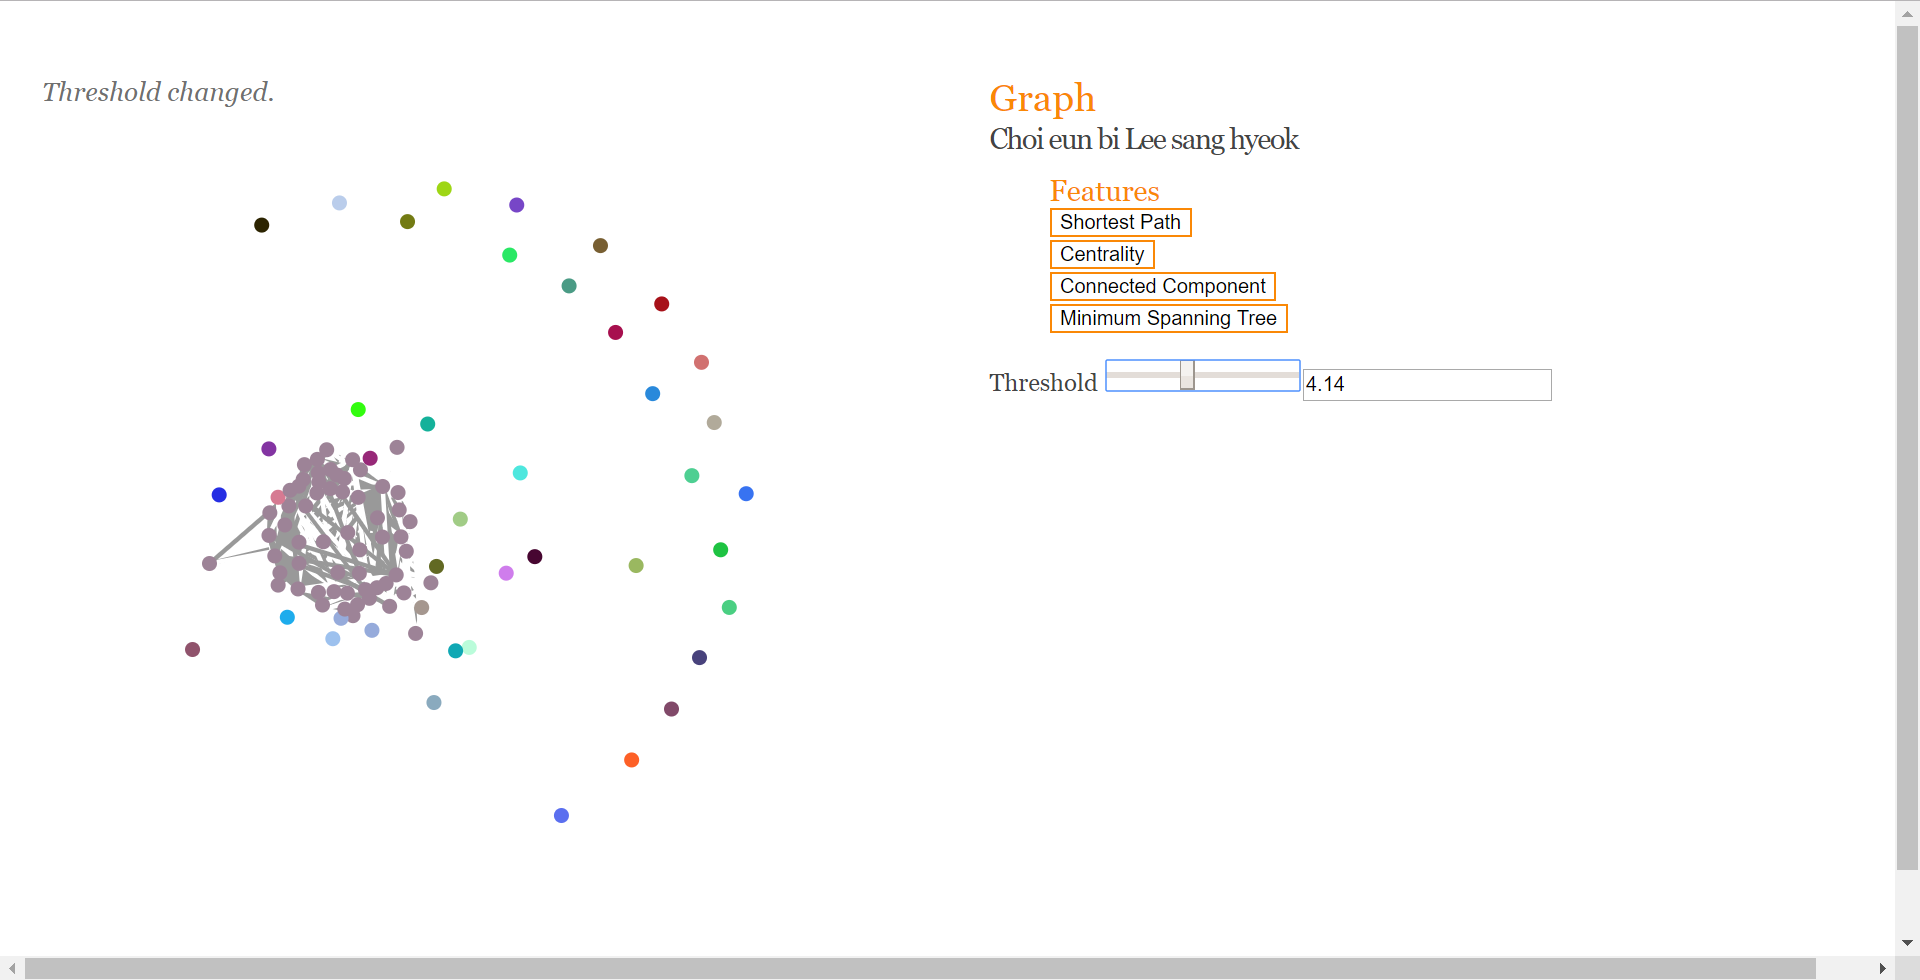 Threshold changed.
Graph
Choi eun bi Lee sang hyeok
Features
Shortest Path
Centrality
Connected Component
Minimum Spanning Tree
Threshold 4.14